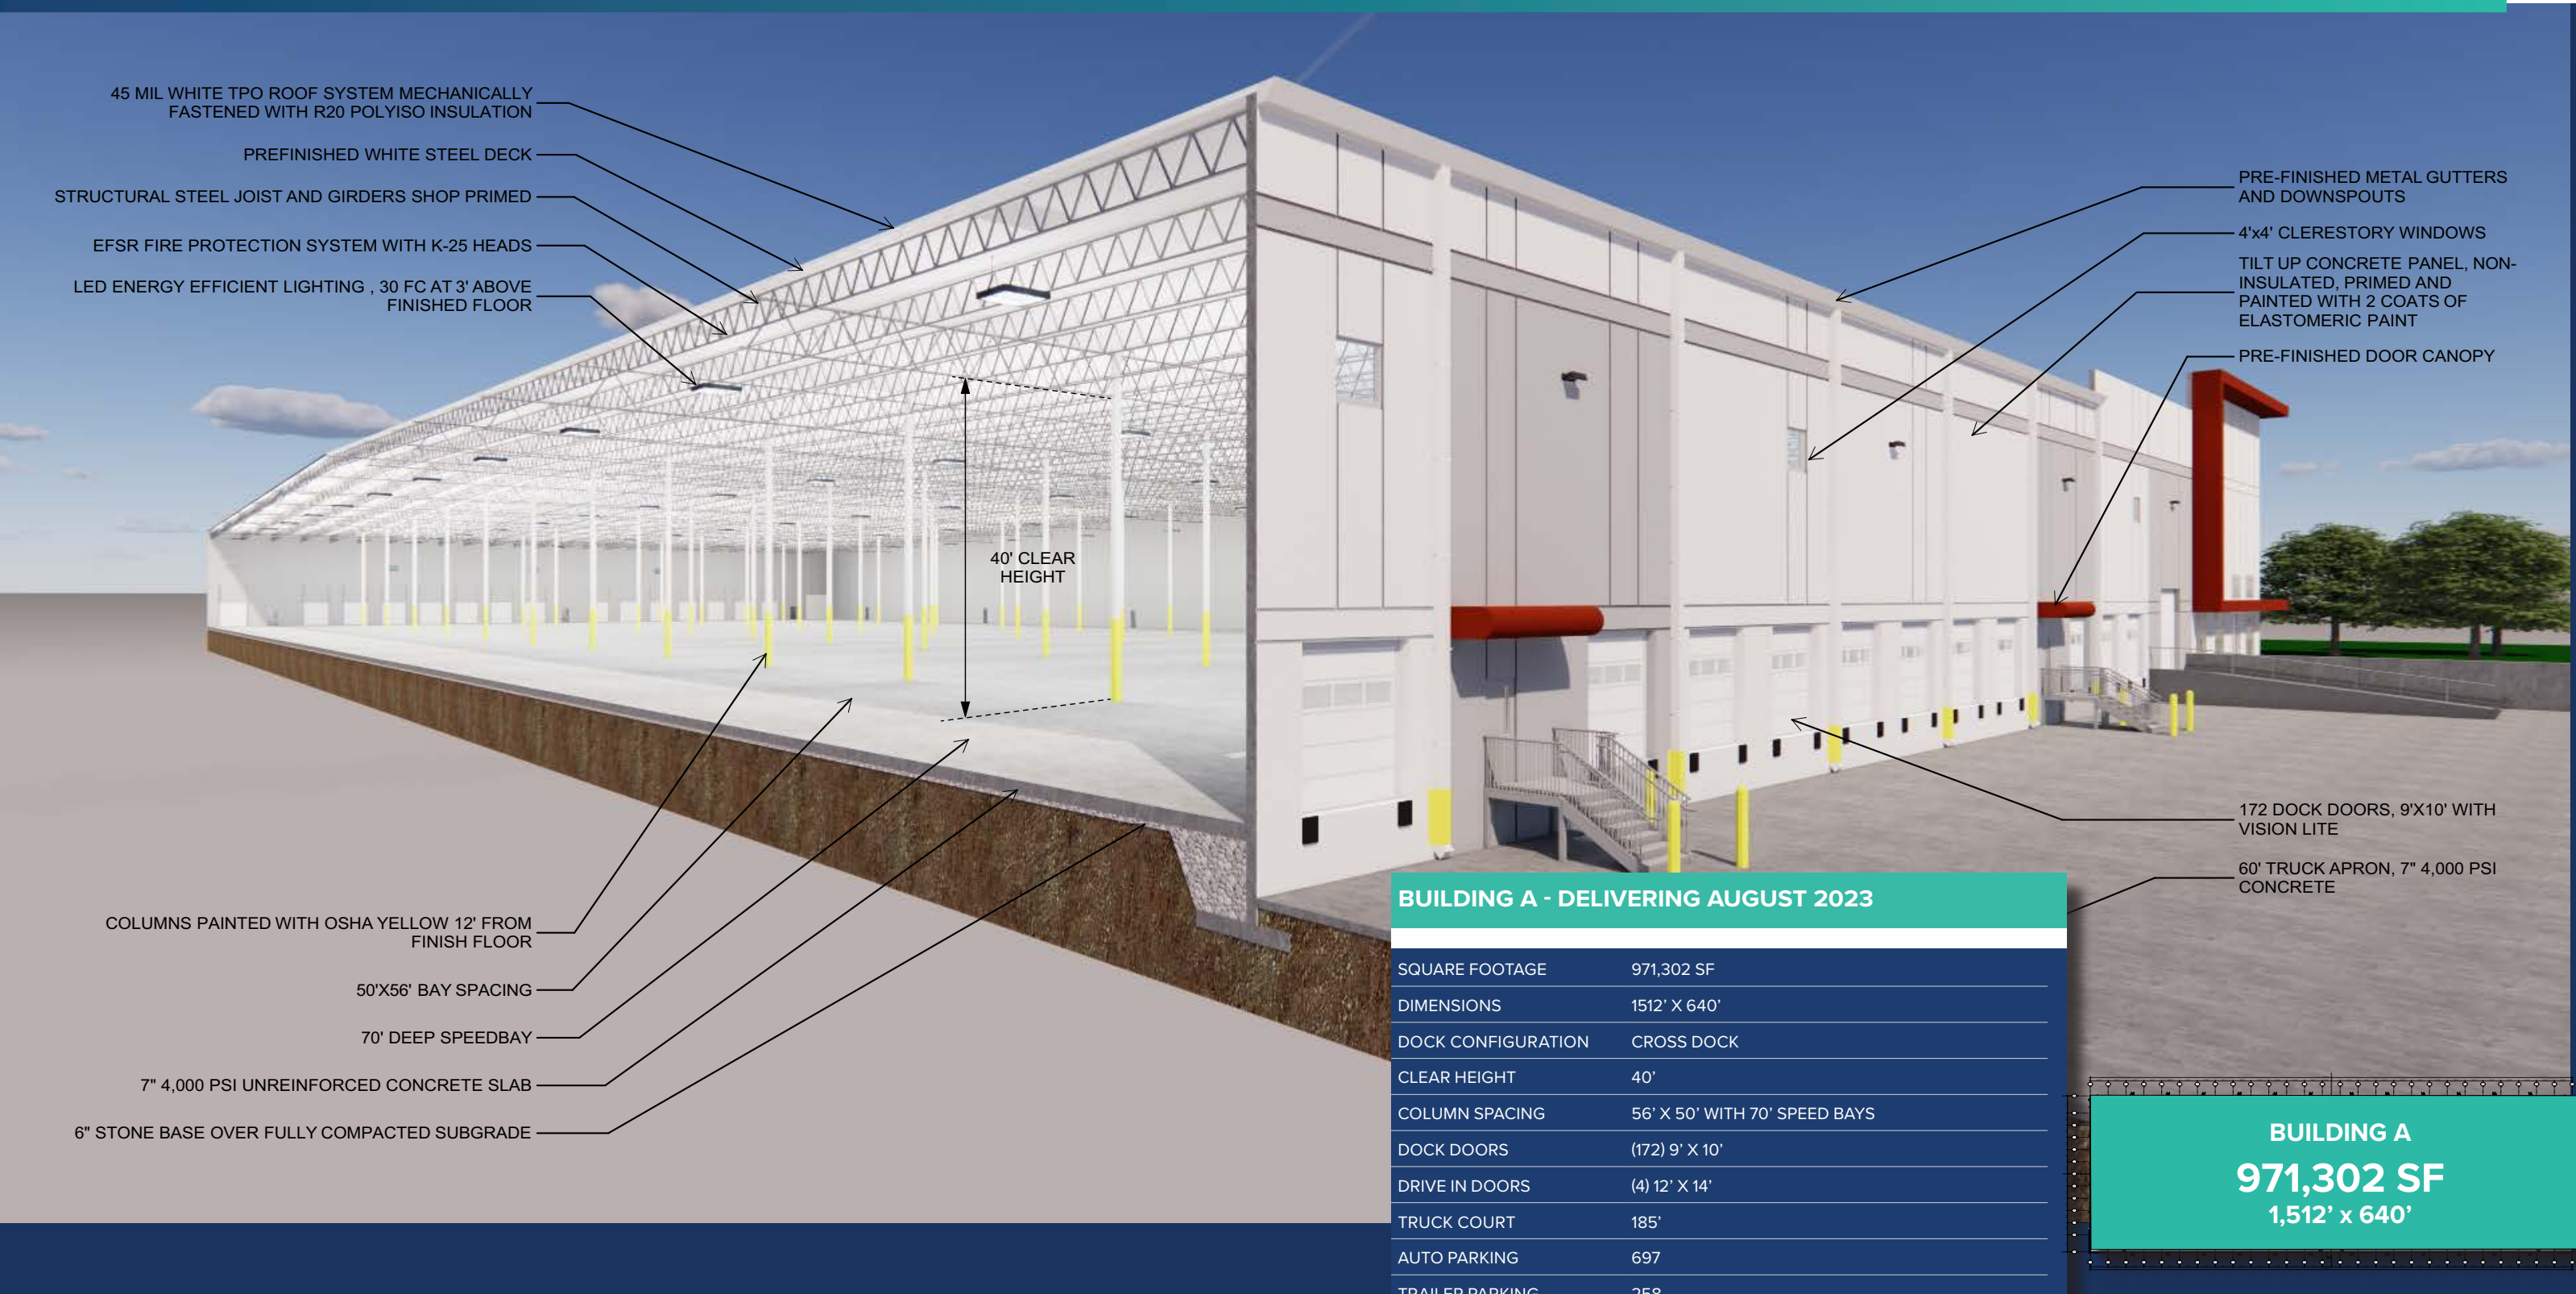 45 MIL WHITE TPO ROOF SYSTEM MECHANICALLY
FASTENED WITH R20 POLYISO INSULATION
PREFINISHED WHITE STEEL DECK
STRUCTURAL STEEL JOIST AND GIRDERS SHOP PRIMED
EFSR FIRE PROTECTION SYSTEM WITH K-25 HEADS
LED ENERGY EFFICIENT LIGHTING , 30 FC AT 3' ABOVE
FINISHED FLOOR
40' CLEAR
HEIGHT
PRE-FINISHED METAL GUTTERS
AND DOWNSPOUTS
4'x4' CLERESTORY WINDOWS
TILT UP CONCRETE PANEL, NON-
INSULATED, PRIMED AND
PAINTED WITH 2 COATS OF
ELASTOMERIC PAINT
PRE-FINISHED DOOR CANOPY
172 DOCK DOORS, 9'X10' WITH
VISION LITE
60' TRUCK APRON, 7" 4,000 PSI
CONCRETE
COLUMNS PAINTED WITH OSHA YELLOW 12' FROM
FINISH FLOOR
50'X56' BAY SPACING
70' DEEP SPEEDBAY
7" 4,000 PSI UNREINFORCED CONCRETE SLAB
6" STONE BASE OVER FULLY COMPACTED SUBGRADE
BUILDING A - DELIVERING AUGUST 2023
SQUARE FOOTAGE 971,302 SF
DIMENSIONS 1512’ X 640’
DOCK CONFIGURATION CROSS DOCK
CLEAR HEIGHT 40’
COLUMN SPACING 56’ X 50’ WITH 70’ SPEED BAYS
DOCK DOORS (172) 9’ X 10’
DRIVE IN DOORS (4) 12’ X 14’
TRUCK COURT 185’
AUTO PARKING 697
TRAILER PARKING 258
BUILDING A
971,302 SF
1,512’ x 640’